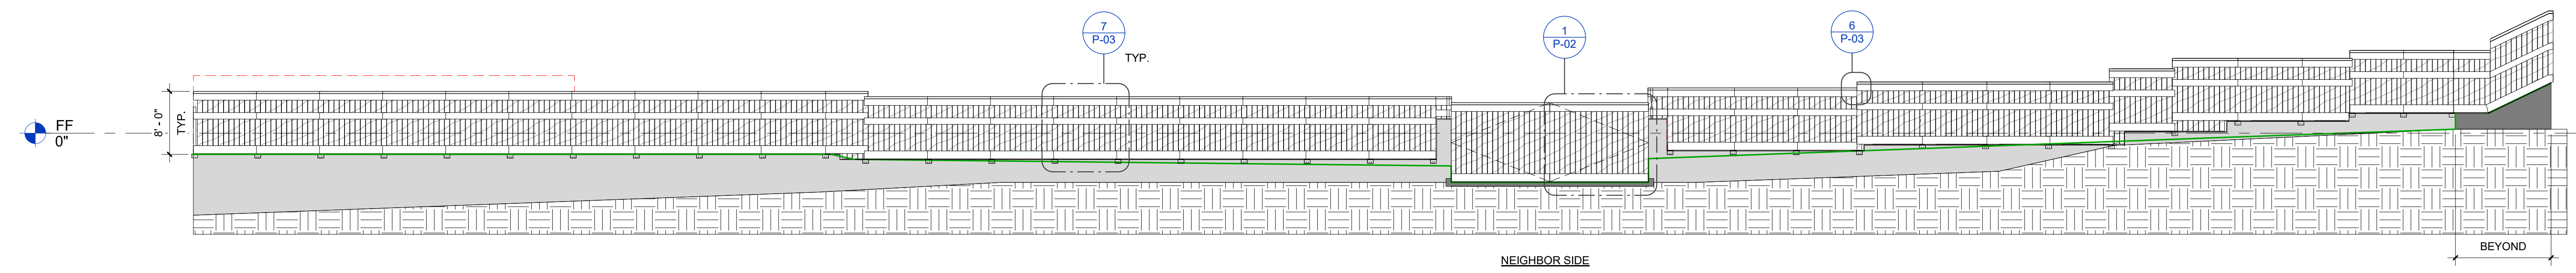 7
P-03
TYP.
1
P-02
6
P-03
8' - 0"
TYP.
FF
0"
BEYOND
NEIGHBOR SIDE